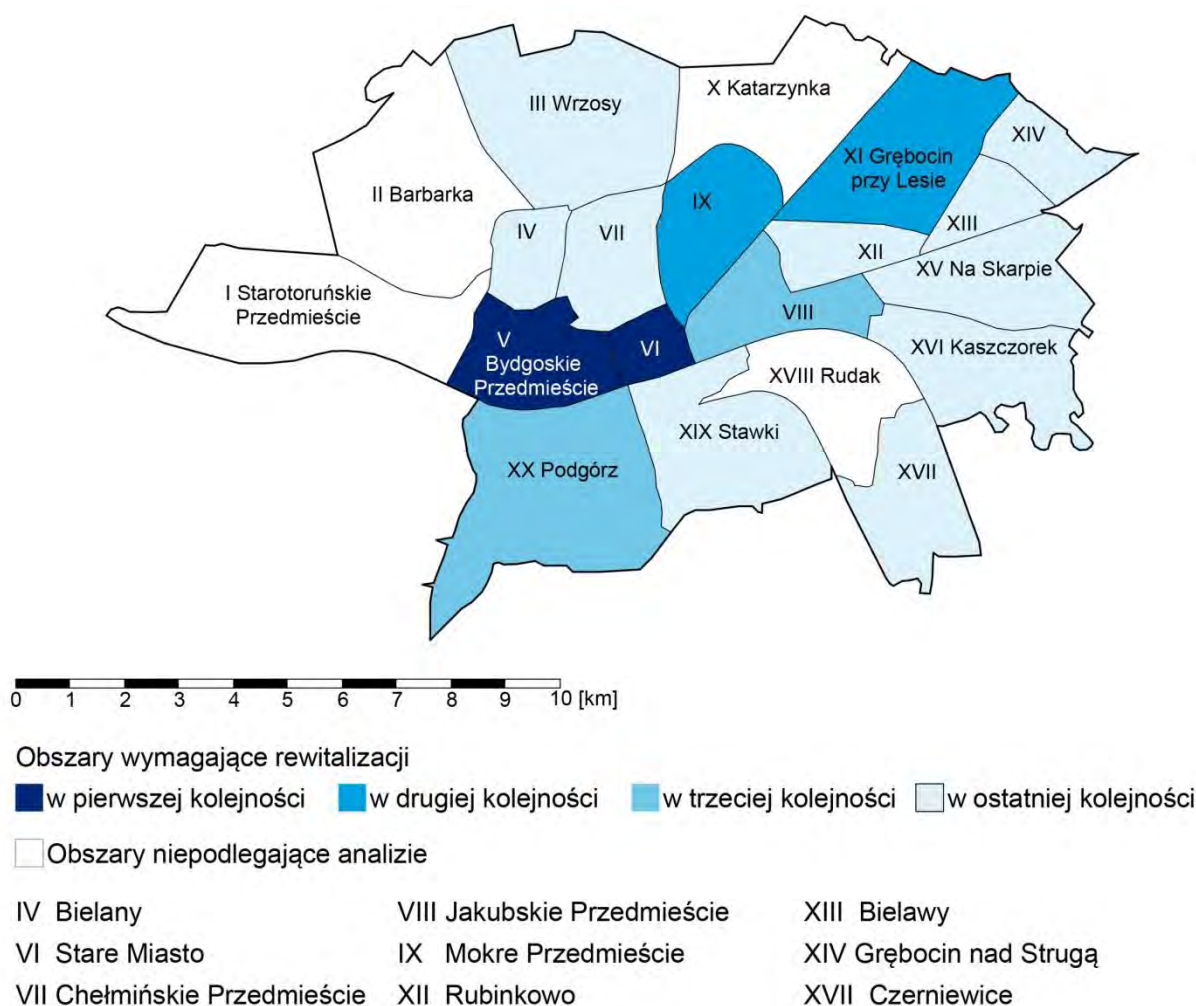 X Katarzynka
III Wrzosy
XIV
XI Grębocin
przy Lesie
II Barbarka
IX
XIII
IV
VII
XII
XV Na Skarpie
I Starotoruńskie
Przedmieście
VIII
V
Bydgoskie
Przedmieście
VI
XVI Kaszczorek
XVIII Rudak
XIX Stawki
XX Podgórz
XVII
0 1 2 3 4 5 6 7 8 9 10 [km]
Obszary wymagające rewitalizacji
w pierwszej kolejności w drugiej kolejności w trzeciej kolejności w ostatniej kolejności
Obszary niepodlegające analizie
IV Bielany VIII Jakubskie Przedmieście XIII Bielawy
VI Stare Miasto IX Mokre Przedmieście XIV Grębocin nad Strugą
VII Chełmińskie Przedmieście XII Rubinkowo XVII Czerniewice